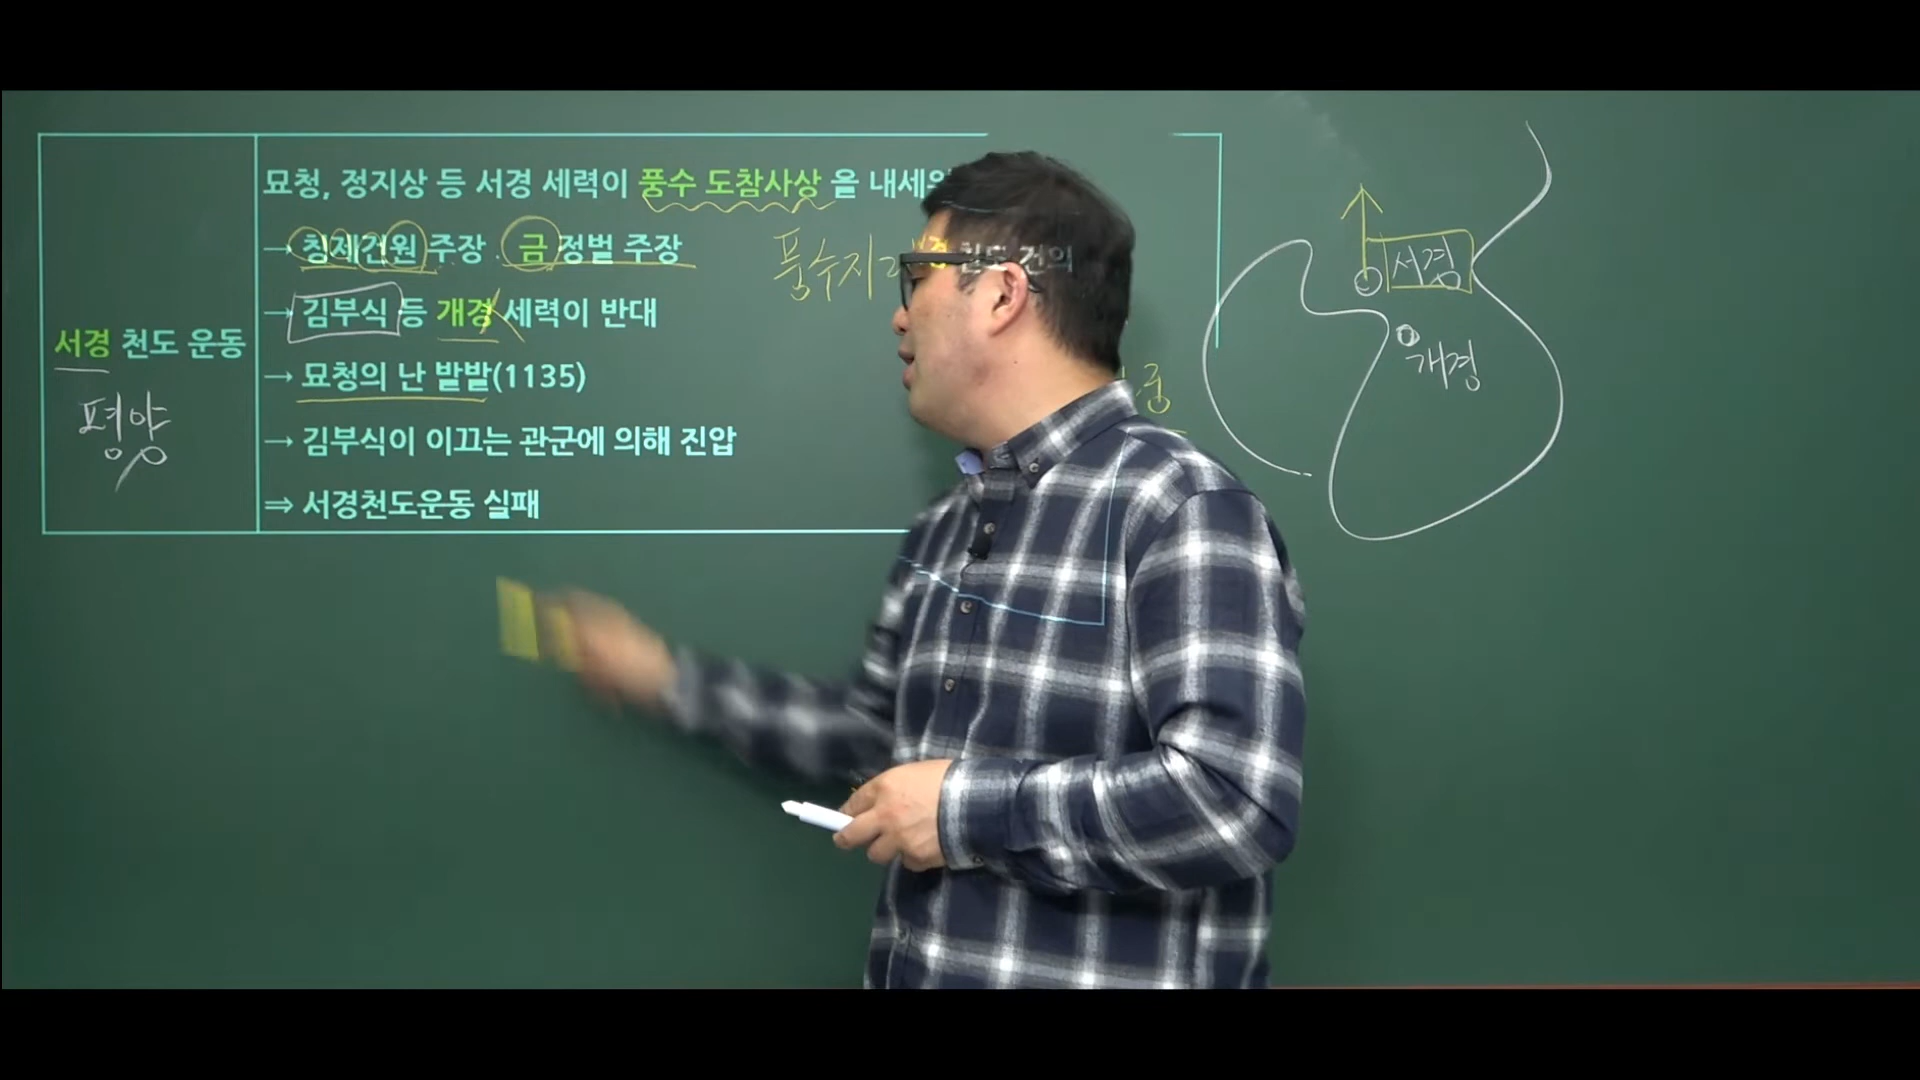 묘청, 정지상 등 서경 세력이 풍수 도참사상 을 내세워
→ 칭제건원 주장 · 금 정벌 주장
풍수지리
천도 건의
→ 김부식 등 개경 세력이 반대
서경 천도 운동
평양
→ 묘청의 난 발발(1135)
→ 김부식이 이끄는 관군에 의해 진압
⇒ 서경천도운동 실패
서경
개경